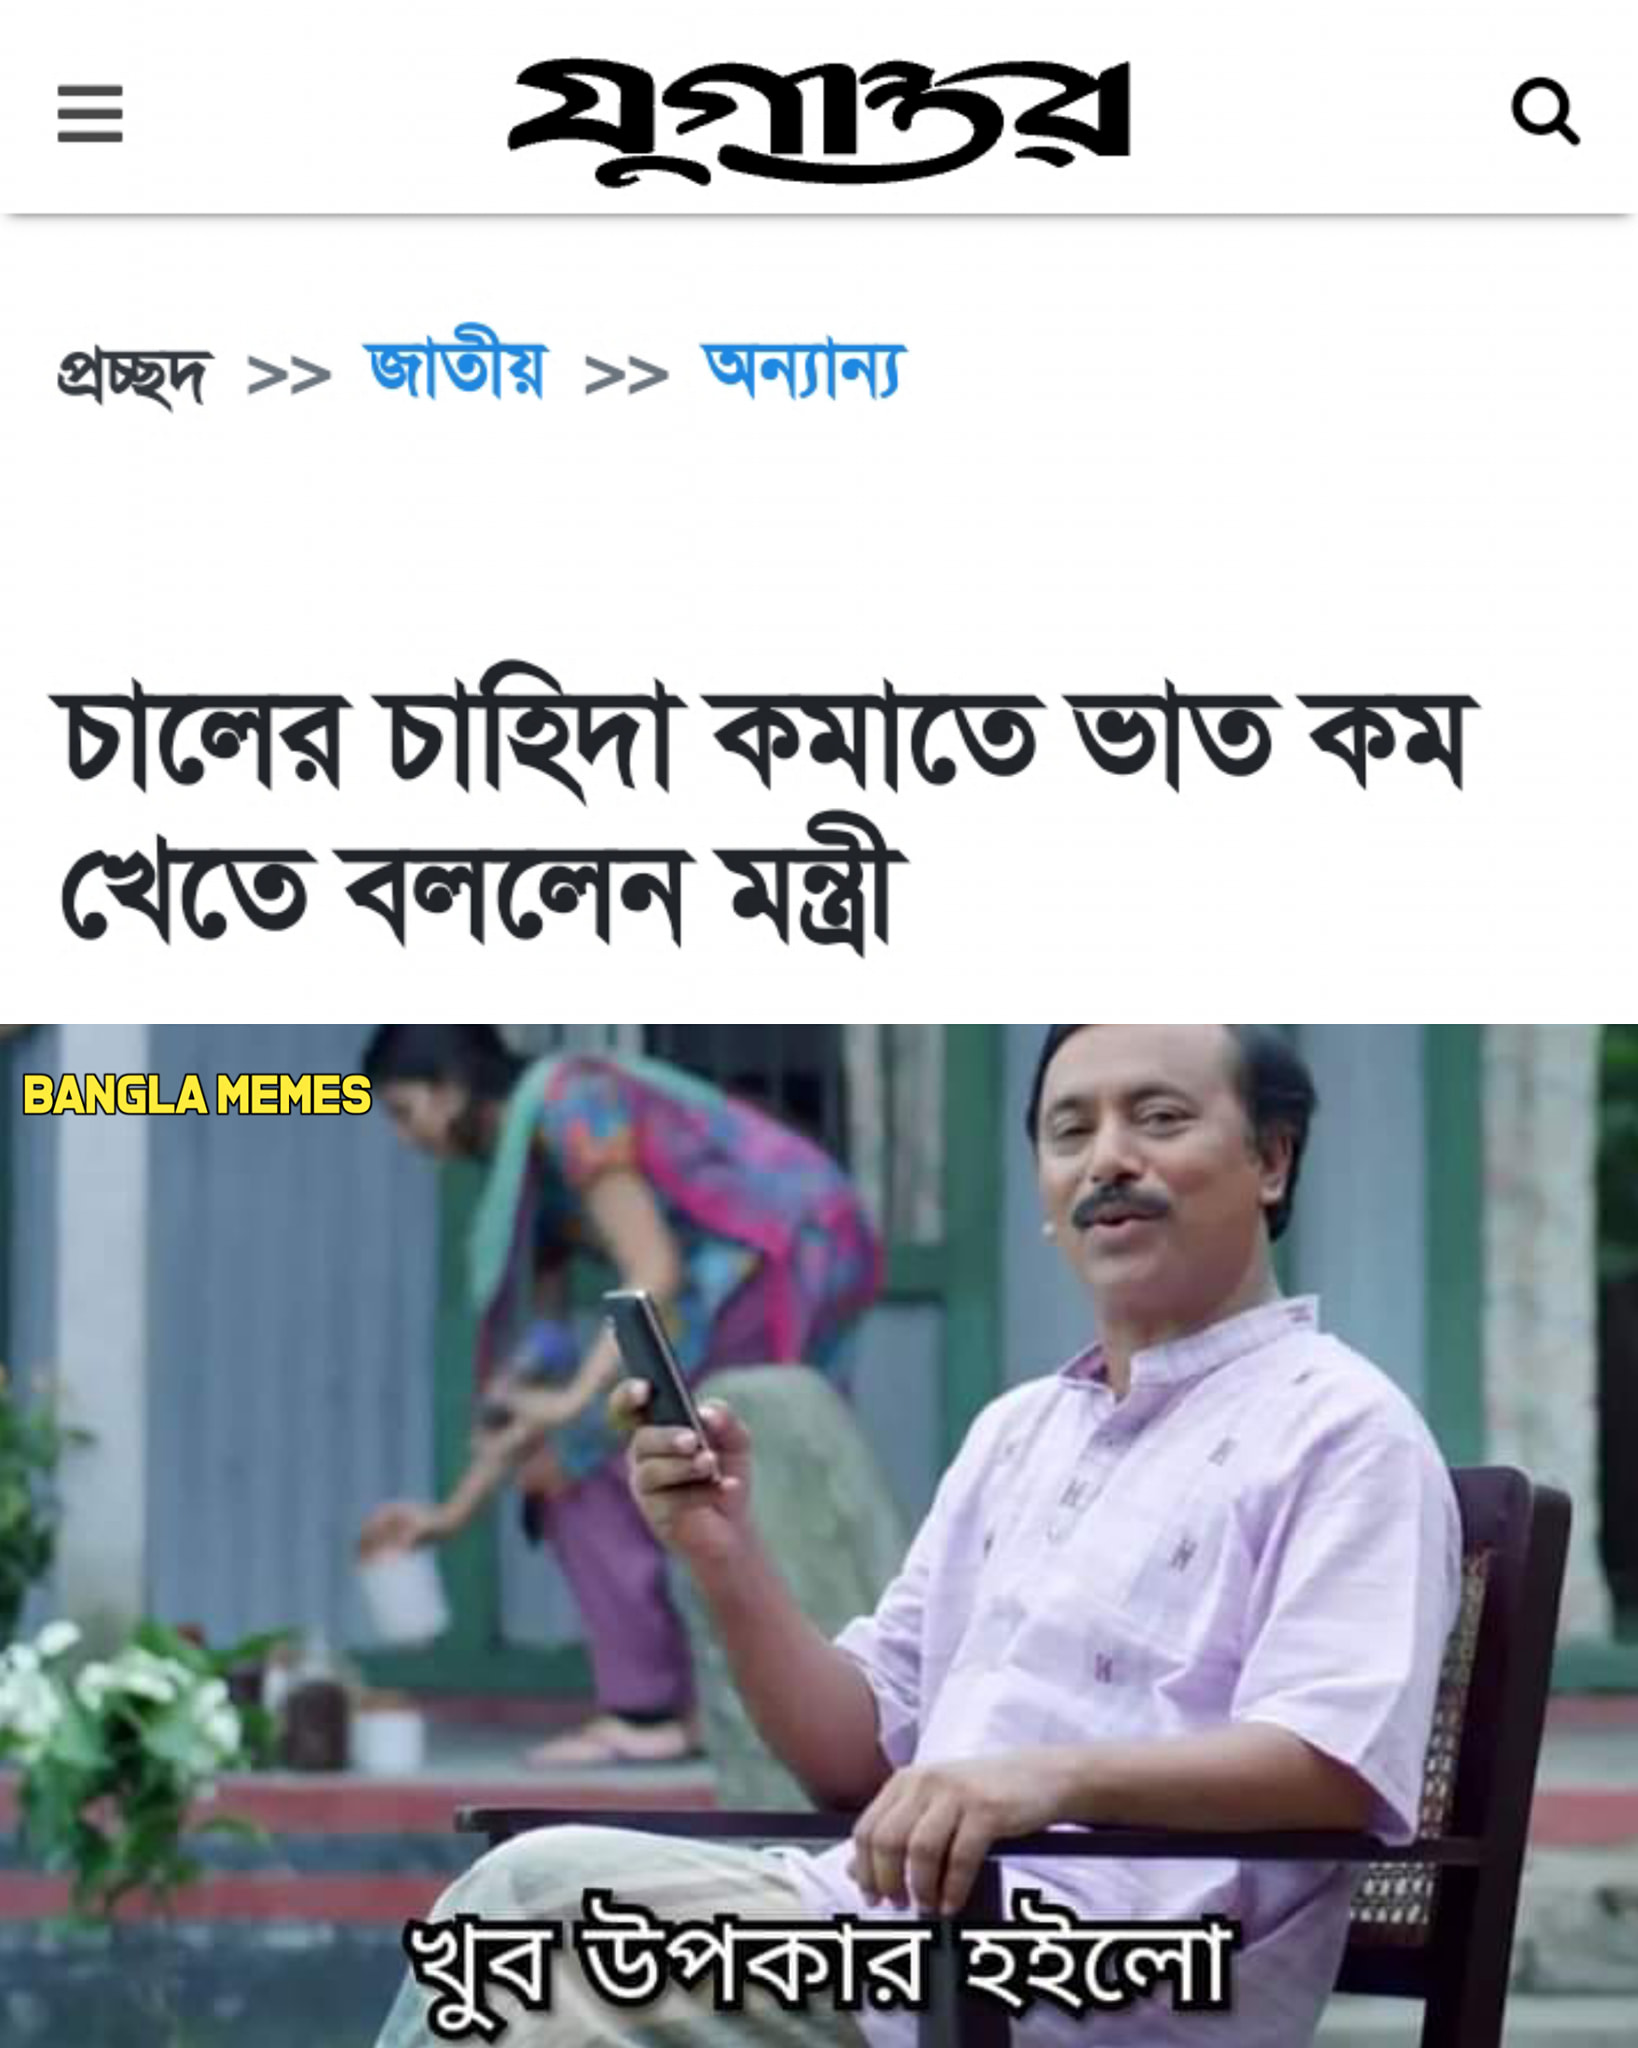 যুগান্তর
প্রচ্ছদ >> জাতীয় >> অন্যান্য
চালের চাহিদা কমাতে ভাত কম
খেতে বললেন মন্ত্রী
BANGLA MEMES
খুব উপকার হইলো